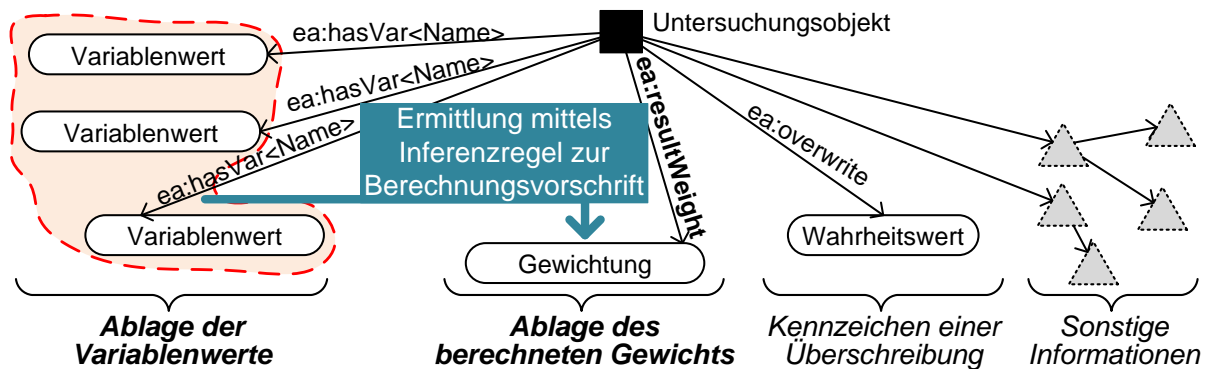 Untersuchungsobjekt
ea:hasVar<Name>
Variablenwert
ea:hasVar<Name>
Variablenwert
ea:hasVar<Name>
Variablenwert
Ermittlung mittels
Inferenzregel zur
Berechnungsvorschrift
ea:resultWeight
Gewichtung
ea:overwrite
Wahrheitswert
Ablage der
Variablenwerte
Ablage des
berechneten Gewichts
Kennzeichen einer
Überschreibung
Sonstige
Informationen